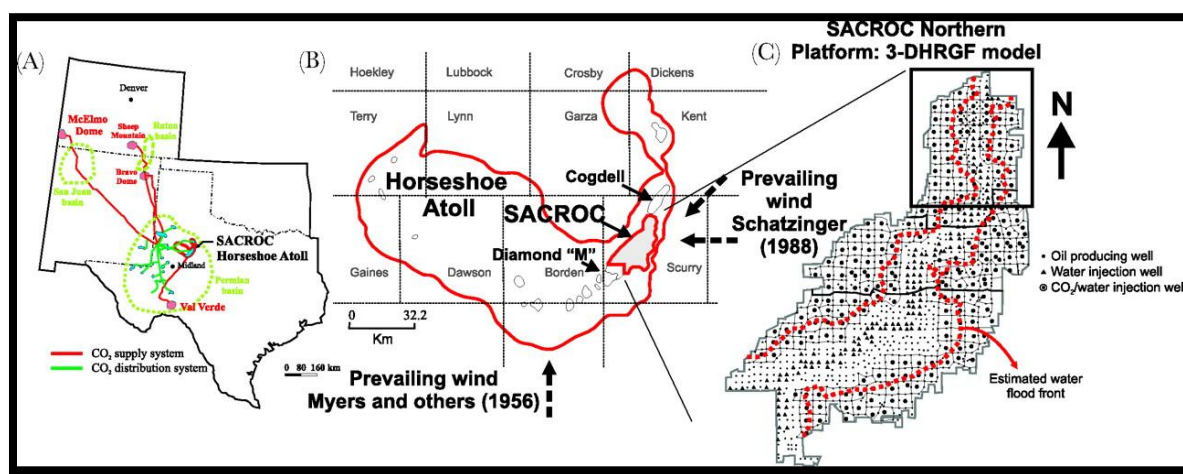 (A)
Denver
McElmo
Dome
Sheep
Mountain
Raton
basin
Bravo
Dome
San Juan
basin
SACROC
Horseshoe Atoll
Midland
Permian
basin
Val Verde
CO₂ supply system
CO₂ distribution system
0 80 160 km
(B)
Hoekley
Lubbock
Crosby
Dickens
Terry
Lynn
Garza
Kent
Horseshoe
Atoll
Cogdell
SACROC
Diamond "M"
Gaines
Dawson
Borden
Scurry
0 32.2
Km
Prevailing
wind
Schatzinger
(1988)
Prevailing wind
Myers and others (1956)
SACROC Northern
Platform: 3-DHRGF model
(C)
N
Oil producing well
Water injection well
CO₂/water injection well
Estimated water
flood front